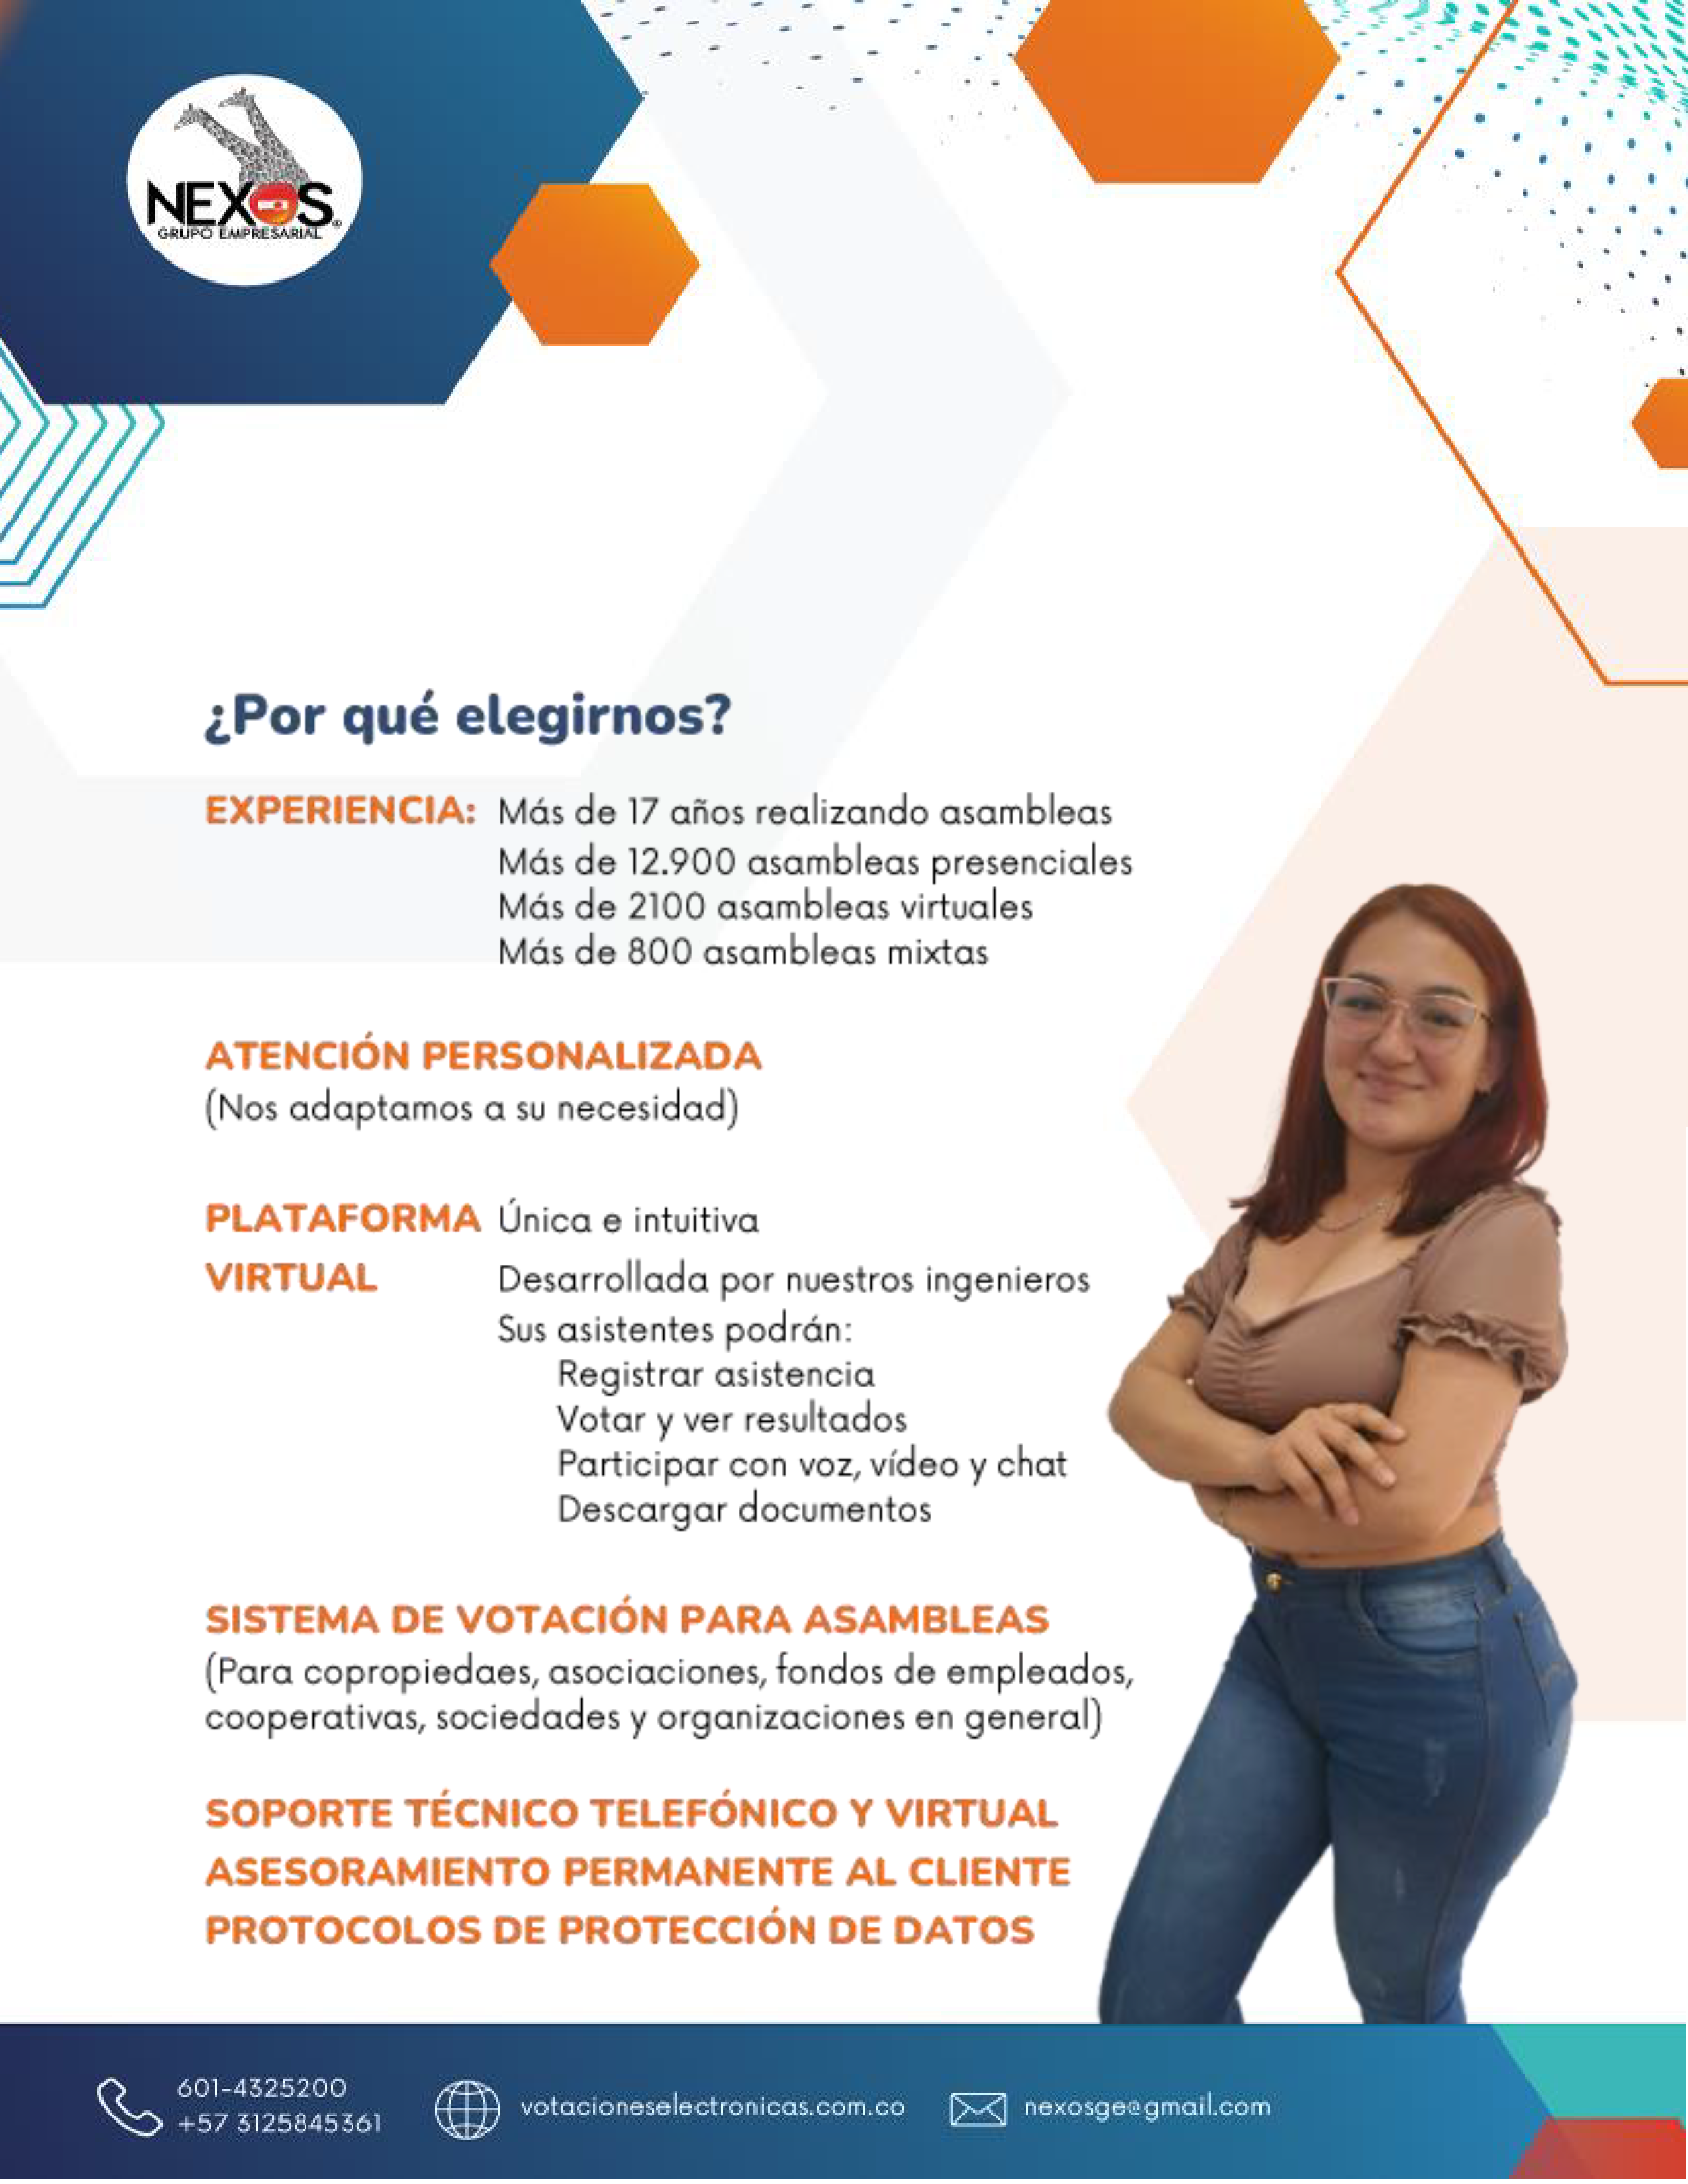 NEXOS
GRUPO EMPRESARIAL
¿Por qué elegirnos?
EXPERIENCIA: Más de 17 años realizando asambleas
Más de 12.900 asambleas presenciales
Más de 2100 asambleas virtuales
Más de 800 asambleas mixtas
ATENCIÓN PERSONALIZADA
(Nos adaptamos a su necesidad)
PLATAFORMA Única e intuitiva
VIRTUAL Desarrollada por nuestros ingenieros
Sus asistentes podrán:
Registrar asistencia
Votar y ver resultados
Participar con voz, vídeo y chat
Descargar documentos
SISTEMA DE VOTACIÓN PARA ASAMBLEAS
(Para copropiedaes, asociaciones, fondos de empleados,
cooperativas, sociedades y organizaciones en general)
SOPORTE TÉCNICO TELEFÓNICO Y VIRTUAL
ASESORAMIENTO PERMANENTE AL CLIENTE
PROTOCOLOS DE PROTECCIÓN DE DATOS
601-4325200
+57 3125845361
votacioneselectronicas.com.co
nexosge@gmail.com